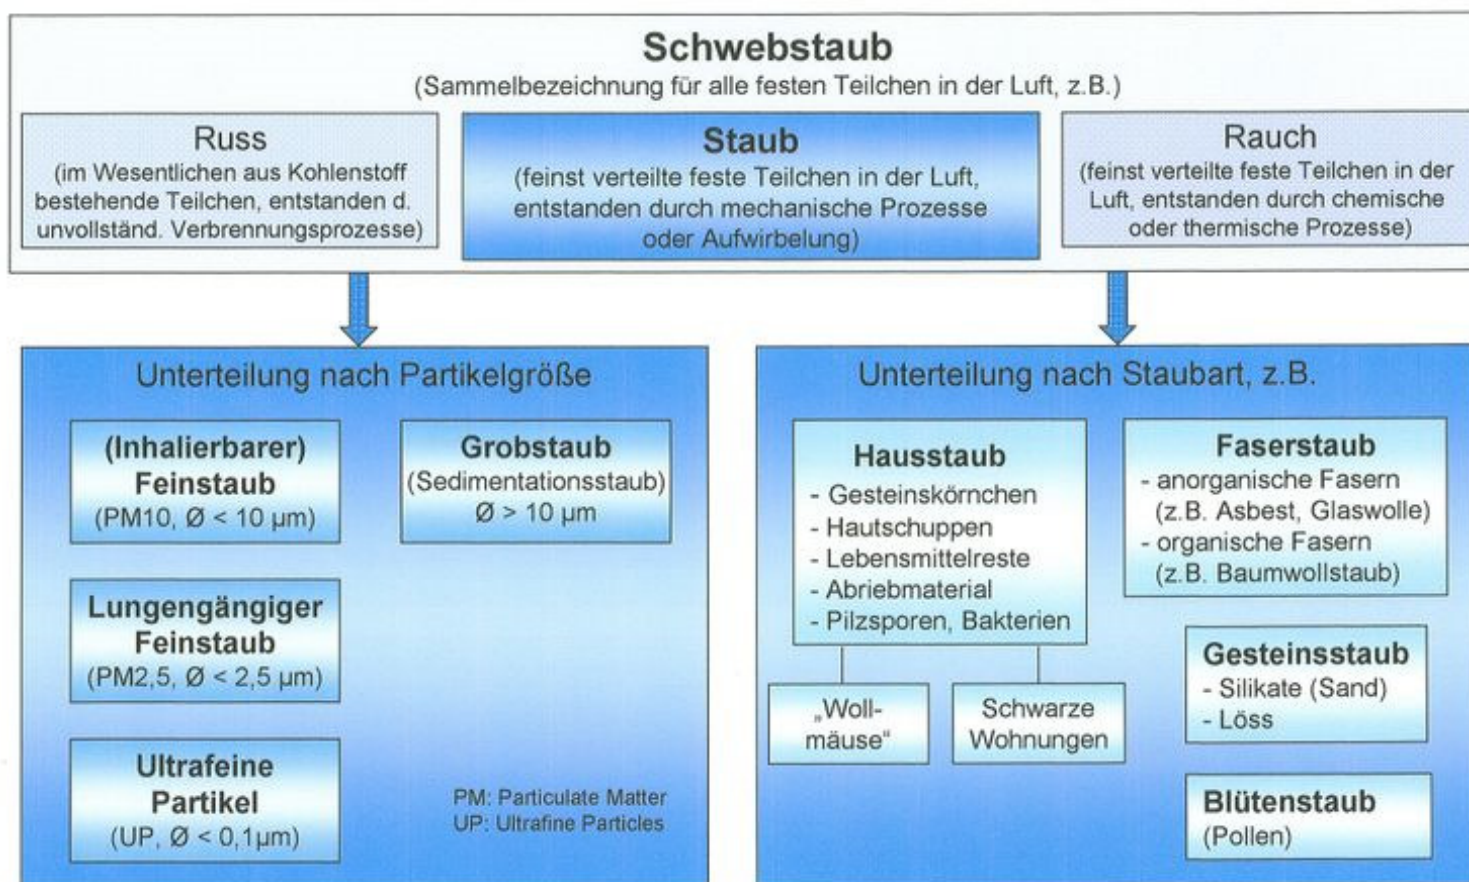 Schwebstaub
(Sammelbezeichnung für alle festen Teilchen in der Luft, z.B.)
Russ
(im Wesentlichen aus Kohlenstoff
bestehende Teilchen, entstanden d.
unvollständ. Verbrennungsprozesse)
Staub
(feinst verteilte feste Teilchen in der Luft,
entstanden durch mechanische Prozesse
oder Aufwirbelung)
Rauch
(feinst verteilte feste Teilchen in der
Luft, entstanden durch chemische
oder thermische Prozesse)
Unterteilung nach Partikelgröße
(Inhalierbarer)
Feinstaub
(PM10, Ø < 10 µm)
Grobstaub
(Sedimentationsstaub)
Ø > 10 µm
Lungengängiger
Feinstaub
(PM2,5, Ø < 2,5 µm)
Ultrafeine
Partikel
(UP, Ø < 0,1µm)
PM: Particulate Matter
UP: Ultrafine Particles
Unterteilung nach Staubart, z.B.
Hausstaub
- Gesteinskörnchen
- Hautschuppen
- Lebensmittelreste
- Abriebmaterial
- Pilzsporen, Bakterien
„Woll-
mäuse“
Schwarze
Wohnungen
Faserstaub
- anorganische Fasern
(z.B. Asbest, Glaswolle)
- organische Fasern
(z.B. Baumwollstaub)
Gesteinsstaub
- Silikate (Sand)
- Löss
Blütenstaub
(Pollen)